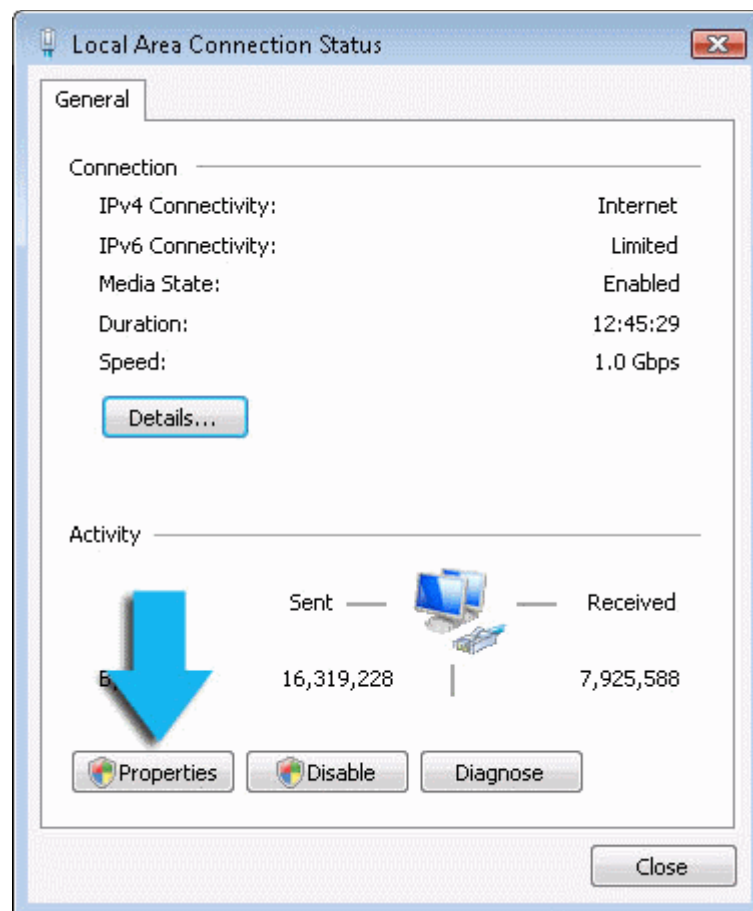 Local Area Connection Status
General
Connection
IPv4 Connectivity: Internet
IPv6 Connectivity: Limited
Media State: Enabled
Duration: 12:45:29
Speed: 1.0 Gbps
Details...
Activity
Sent Received
16,319,228 7,925,588
Properties Disable Diagnose
Close